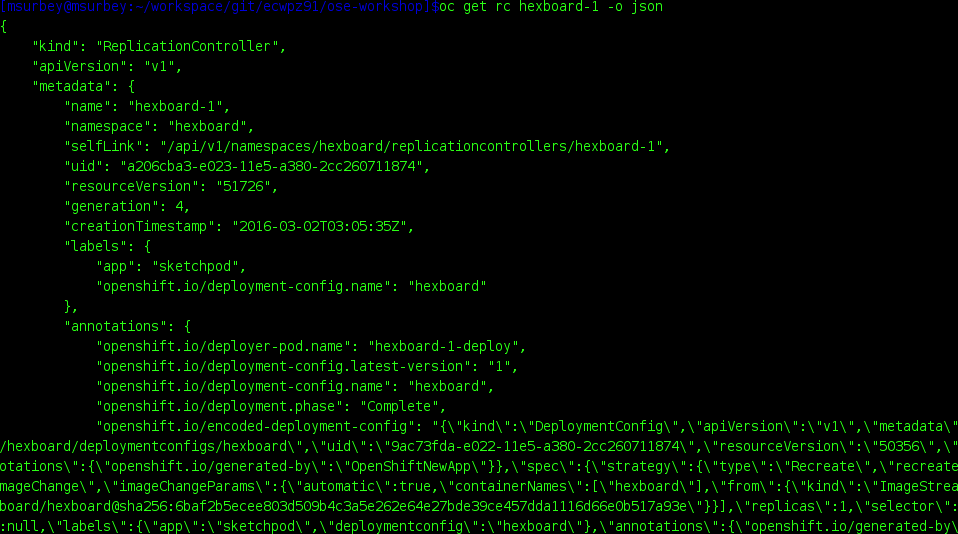 [msurbey@msurbey:~/workspace/git/ecwpz91/ose-workshop]$oc get rc hexboard-1 -o json
{
    "kind": "ReplicationController",
    "apiVersion": "v1",
    "metadata": {
        "name": "hexboard-1",
        "namespace": "hexboard",
        "selfLink": "/api/v1/namespaces/hexboard/replicationcontrollers/hexboard-1",
        "uid": "a206cba3-e023-11e5-a380-2cc260711874",
        "resourceVersion": "51726",
        "generation": 4,
        "creationTimestamp": "2016-03-02T03:05:35Z",
        "labels": {
            "app": "sketchpod",
            "openshift.io/deployment-config.name": "hexboard"
        },
        "annotations": {
            "openshift.io/deployer-pod.name": "hexboard-1-deploy",
            "openshift.io/deployment-config.latest-version": "1",
            "openshift.io/deployment-config.name": "hexboard",
            "openshift.io/deployment.phase": "Complete",
            "openshift.io/encoded-deployment-config": "{\"kind\":\"DeploymentConfig\",\"apiVersion\":\"v1\",\"metadata\"
/hexboard/deploymentconfigs/hexboard\",\"uid\":\"9ac73fda-e022-11e5-a380-2cc260711874\",\"resourceVersion\":\"50356\",\"
otations\":{\"openshift.io/generated-by\":\"OpenShiftNewApp\"}},\"spec\":{\"strategy\":{\"type\":\"Recreate\",\"recreate
mageChange\",\"imageChangeParams\":{\"automatic\":true,\"containerNames\":[\"hexboard\"],\"from\":{\"kind\":\"ImageStrea
board/hexboard@sha256:6baf2b5ecee803d509b4c3a5e262e64e27bde39ce457dda1116d66e0b517a93e\"}}],\"replicas\":1,\"selector\":
:null,\"labels\":{\"app\":\"sketchpod\",\"deploymentconfig\":\"hexboard\"},\"annotations\":{\"openshift.io/generated-by\